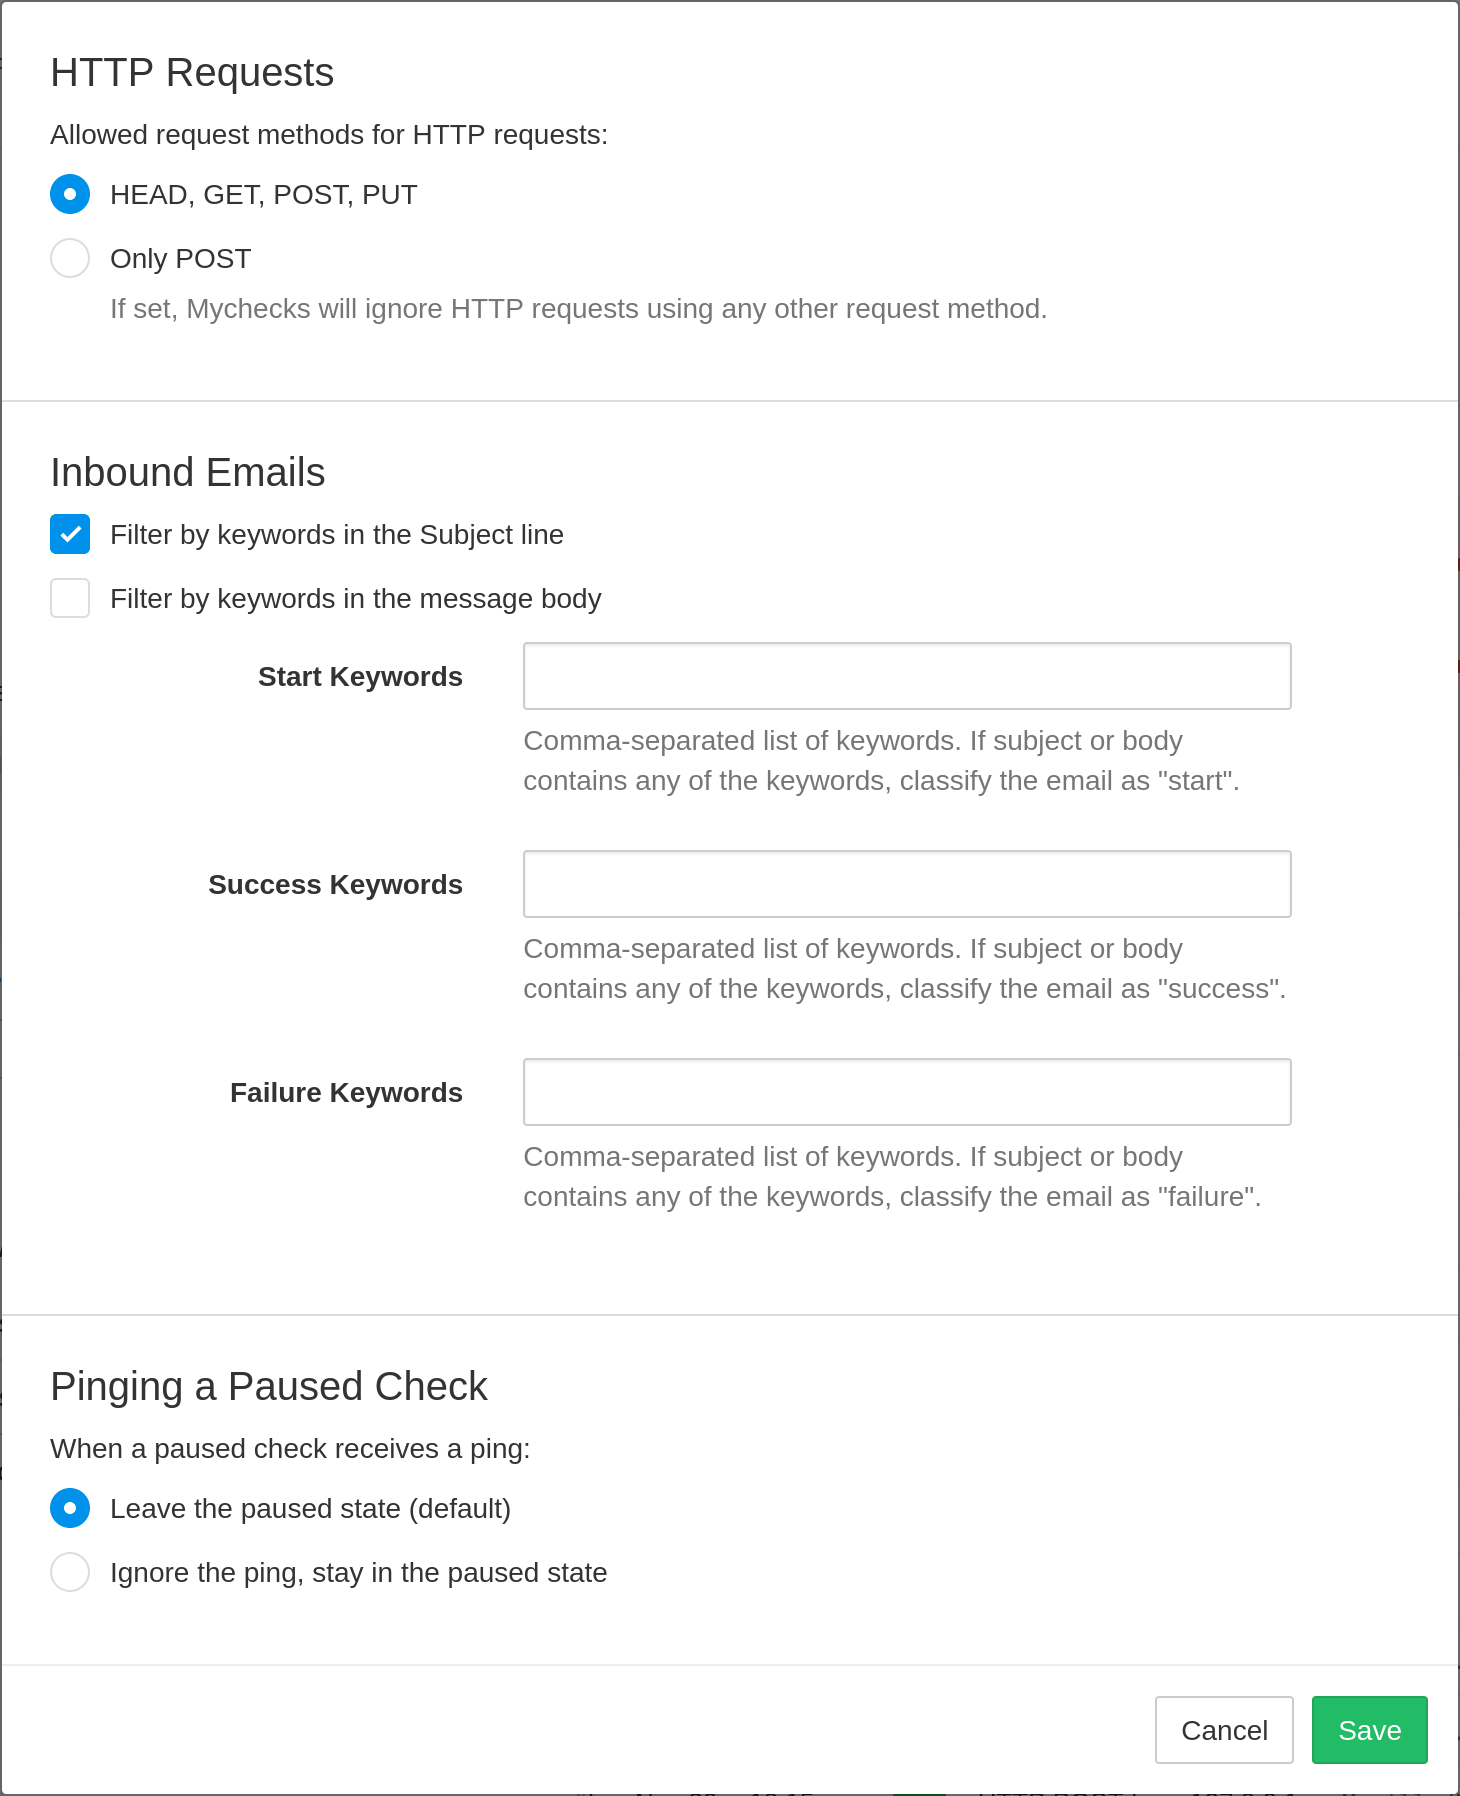 HTTP Requests
Allowed request methods for HTTP requests:
HEAD, GET, POST, PUT
Only POST
If set, Mychecks will ignore HTTP requests using any other request method.
Inbound Emails
Filter by keywords in the Subject line
Filter by keywords in the message body
Start Keywords
Comma-separated list of keywords. If subject or body
contains any of the keywords, classify the email as "start".
Success Keywords
Comma-separated list of keywords. If subject or body
contains any of the keywords, classify the email as "success".
Failure Keywords
Comma-separated list of keywords. If subject or body
contains any of the keywords, classify the email as "failure".
Pinging a Paused Check
When a paused check receives a ping:
Leave the paused state (default)
Ignore the ping, stay in the paused state
Cancel Save